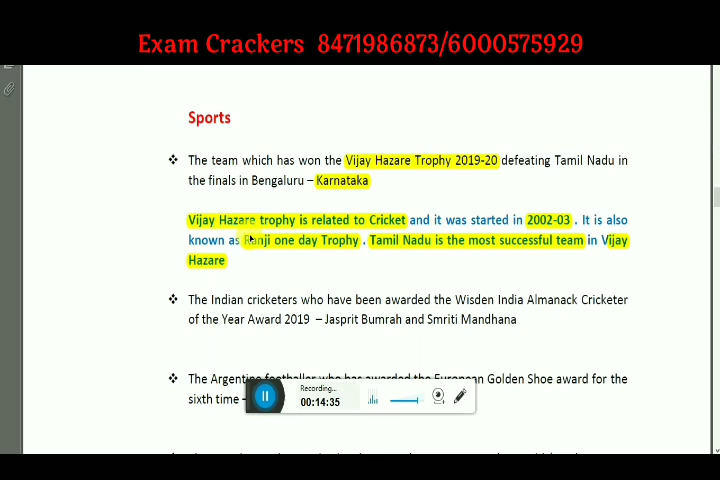 Exam Crackers 8471986873/6000575929
Sports
❖ The team which has won the Vijay Hazare Trophy 2019-20 defeating Tamil Nadu in
the finals in Bengaluru – Karnataka
Vijay Hazare trophy is related to Cricket and it was started in 2002-03 . It is also
known as Ranji one day Trophy . Tamil Nadu is the most successful team in Vijay
Hazare
❖ The Indian cricketers who have been awarded the Wisden India Almanack Cricketer
of the Year Award 2019 – Jasprit Bumrah and Smriti Mandhana
❖ The Argentine footballer who has awarded the European Golden Shoe award for the
sixth time –
Recording...
00:14:35